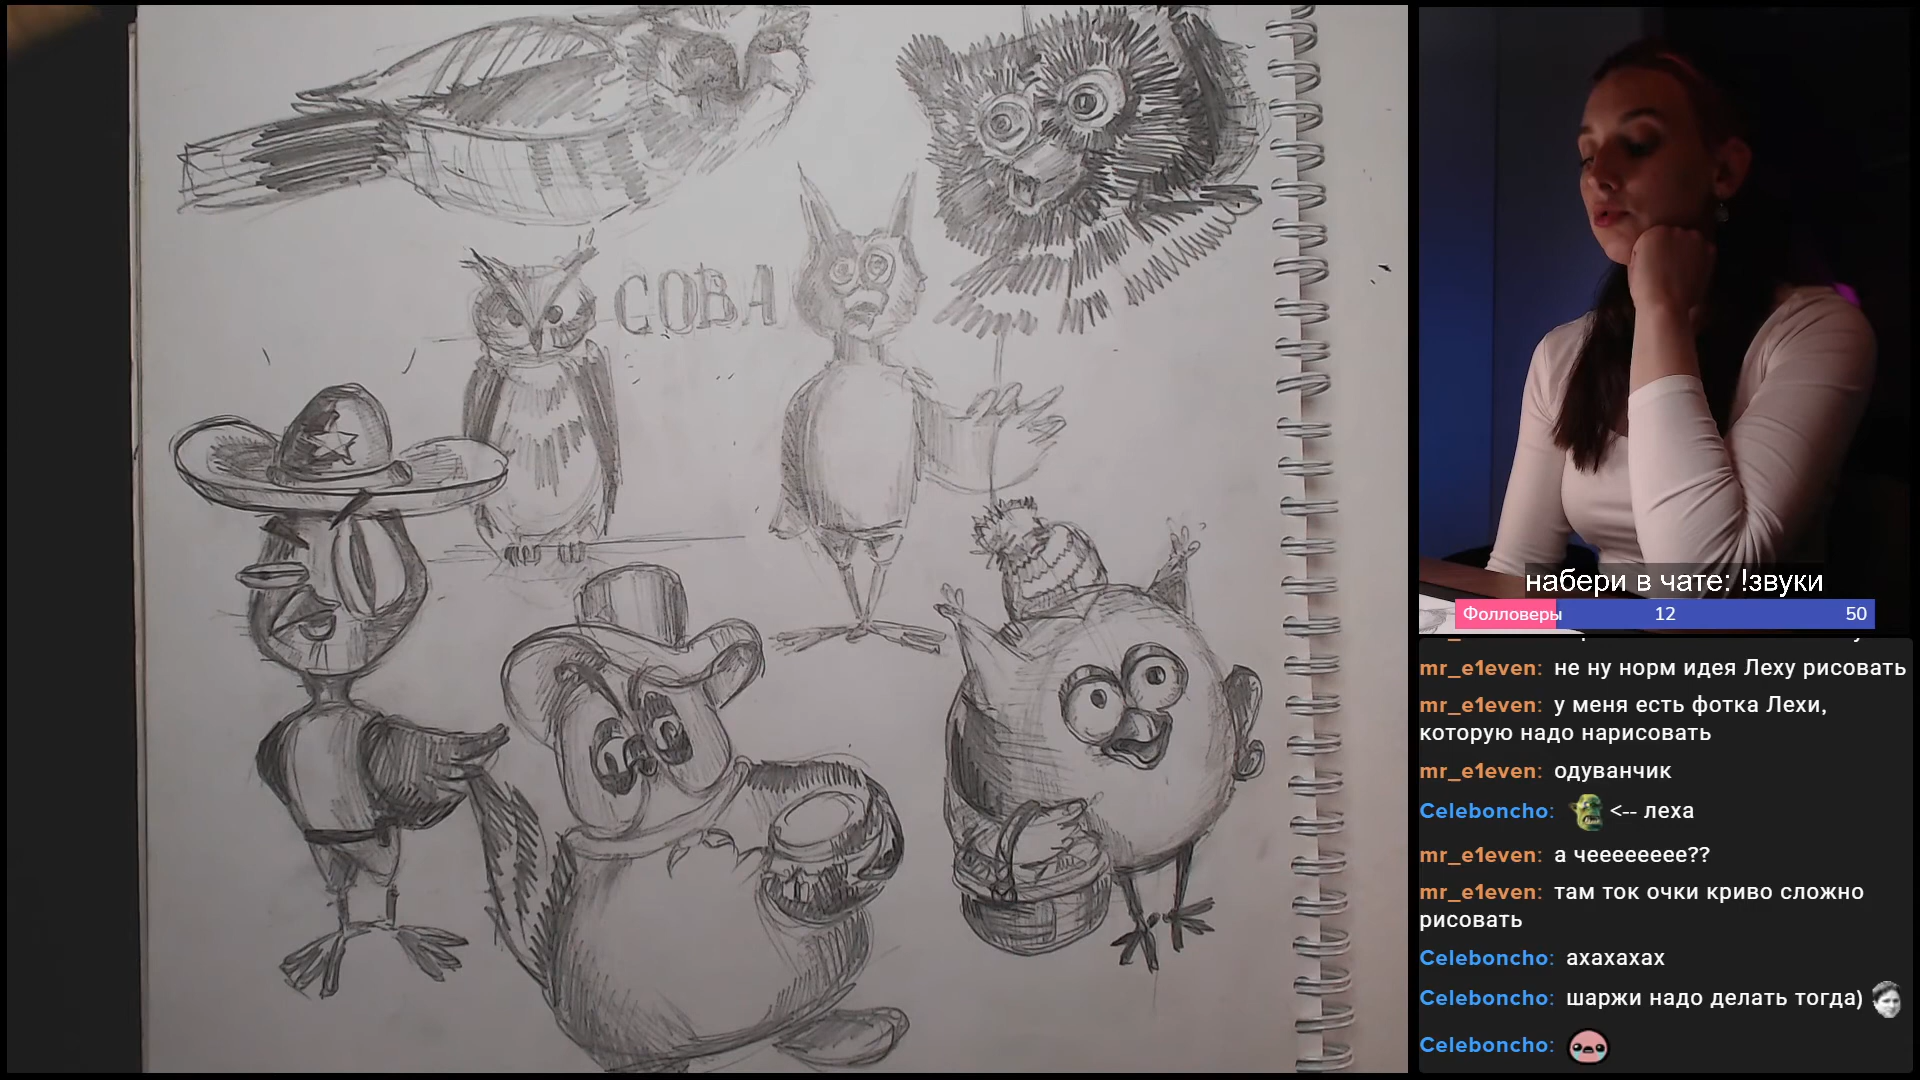 СОВА
набери в чате: !звуки
Фолловеры 12 50
mr_e1even: не ну норм идея Леху рисовать
mr_e1even: у меня есть фотка Лехи,
которую надо нарисовать
mr_e1even: одуванчик
Celeboncho: <-- леха
mr_e1even: а чеееееееe??
mr_e1even: там ток очки криво сложно
рисовать
Celeboncho: ахахахах
Celeboncho: шаржи надо делать тогда)
Celeboncho: